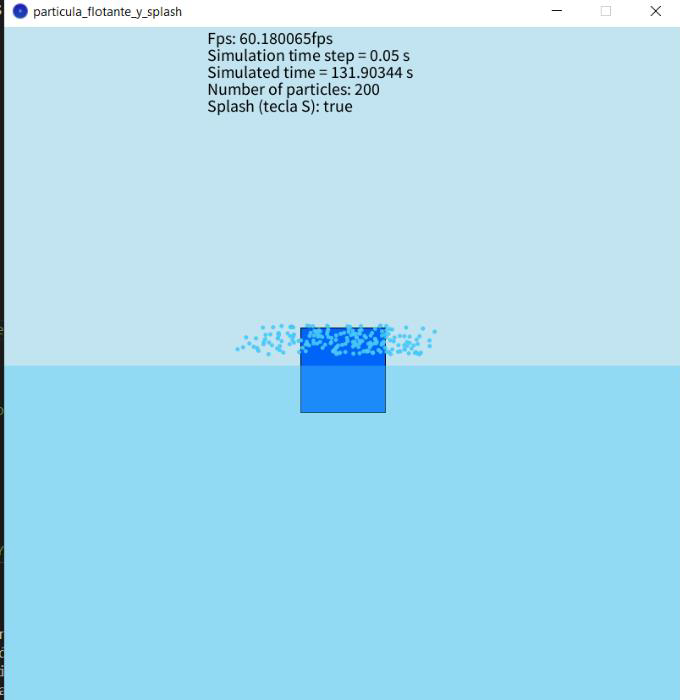 particula_flotante_y_splash
Fps: 60.180065fps
Simulation time step = 0.05 s
Simulated time = 131.90344 s
Number of particles: 200
Splash (tecla S): true